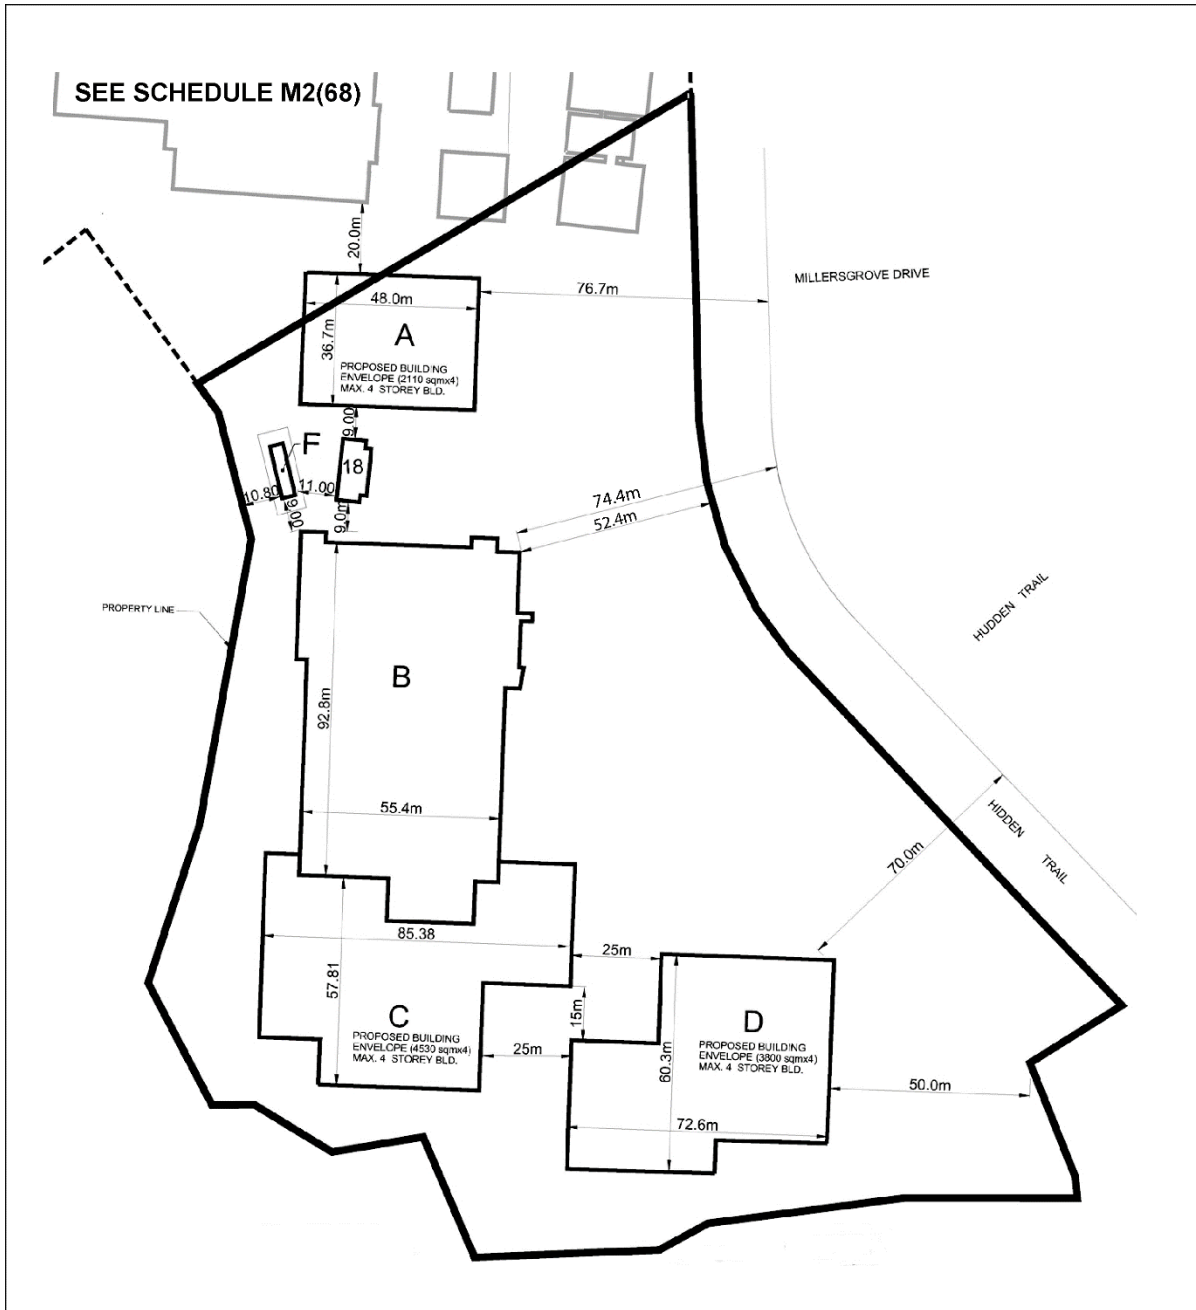 SEE SCHEDULE M2(68)
20.0m
MILLERSGROVE DRIVE
76.7m
48.0m
36.7m
A
PROPOSED BUILDING
ENVELOPE (2110 sqmx4)
MAX. 4 STOREY BLD.
9.00
F
18
10.80
11.00
9.00
9.0m
74.4m
52.4m
HUDDEN TRAIL
PROPERTY LINE
B
92.8m
55.4m
HIDDEN TRAIL
70.0m
85.38
25m
57.81
15m
C
PROFOSED BUILDING
ENVELOPE (4530 sqmx4)
MAX. 4 STOREY BLD.
25m
D
PROPOSED BUILDING
ENVELOPE (3800 sqmx4)
MAX. 4 STOREY BLD.
60.3m
50.0m
72.6m